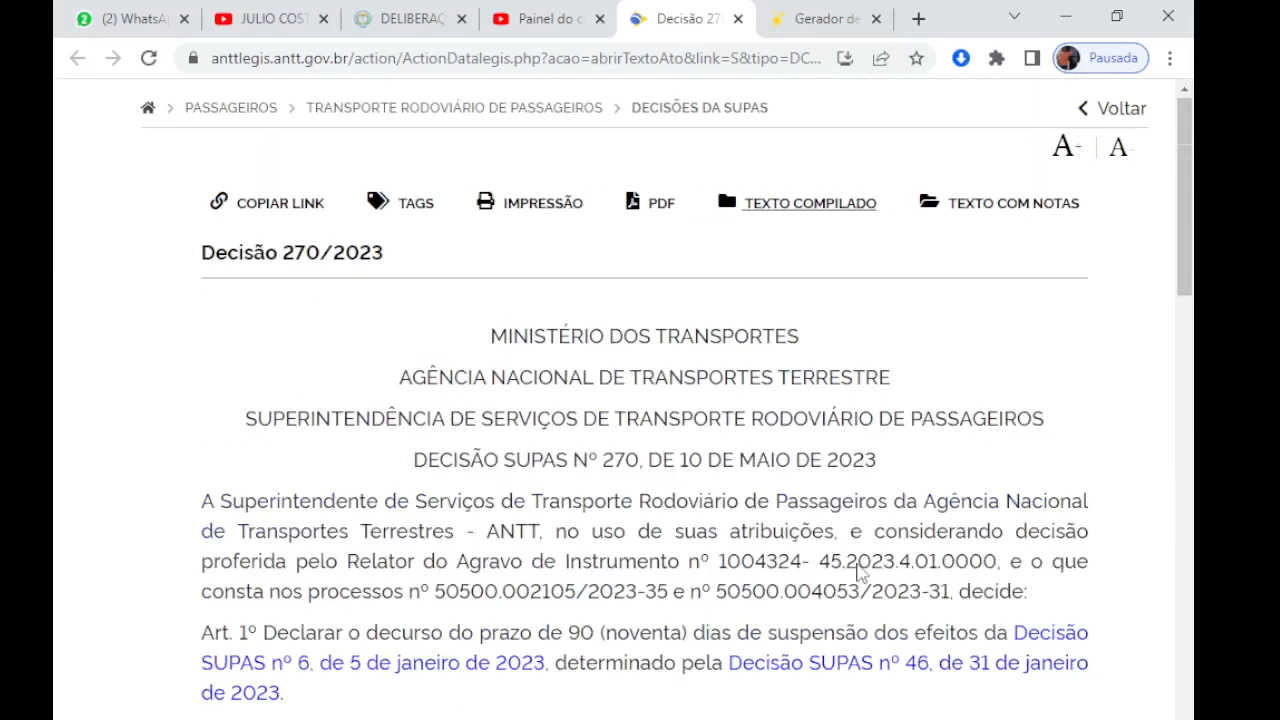 (2) WhatsA
JULIO COS
DELIBERAÇ
Painel do c
Decisão 27
Gerador de
anttlegis.antt.gov.br/action/ActionDatalegis.php?acao=abrirTextoAto&link=S&tipo=DC...
Pausada
PASSAGEIROS > TRANSPORTE RODOVIÁRIO DE PASSAGEIROS > DECISÕES DA SUPAS
Voltar
A+ | A-
COPIAR LINK
TAGS
IMPRESSÃO
PDF
TEXTO COMPILADO
TEXTO COM NOTAS
Decisão 270/2023
MINISTÉRIO DOS TRANSPORTES
AGÊNCIA NACIONAL DE TRANSPORTES TERRESTRE
SUPERINTENDÊNCIA DE SERVIÇOS DE TRANSPORTE RODOVIÁRIO DE PASSAGEIROS
DECISÃO SUPAS Nº 270, DE 10 DE MAIO DE 2023
A Superintendente de Serviços de Transporte Rodoviário de Passageiros da Agência Nacional
de Transportes Terrestres - ANTT, no uso de suas atribuições, e considerando decisão
proferida pelo Relator do Agravo de Instrumento nº 1004324- 45.2023.4.01.0000, e o que
consta nos processos nº 50500.002105/2023-35 e nº 50500.004053/2023-31, decide:
Art. 1º Declarar o decurso do prazo de 90 (noventa) dias de suspensão dos efeitos da Decisão
SUPAS nº 6, de 5 de janeiro de 2023, determinado pela Decisão SUPAS nº 46, de 31 de janeiro
de 2023.